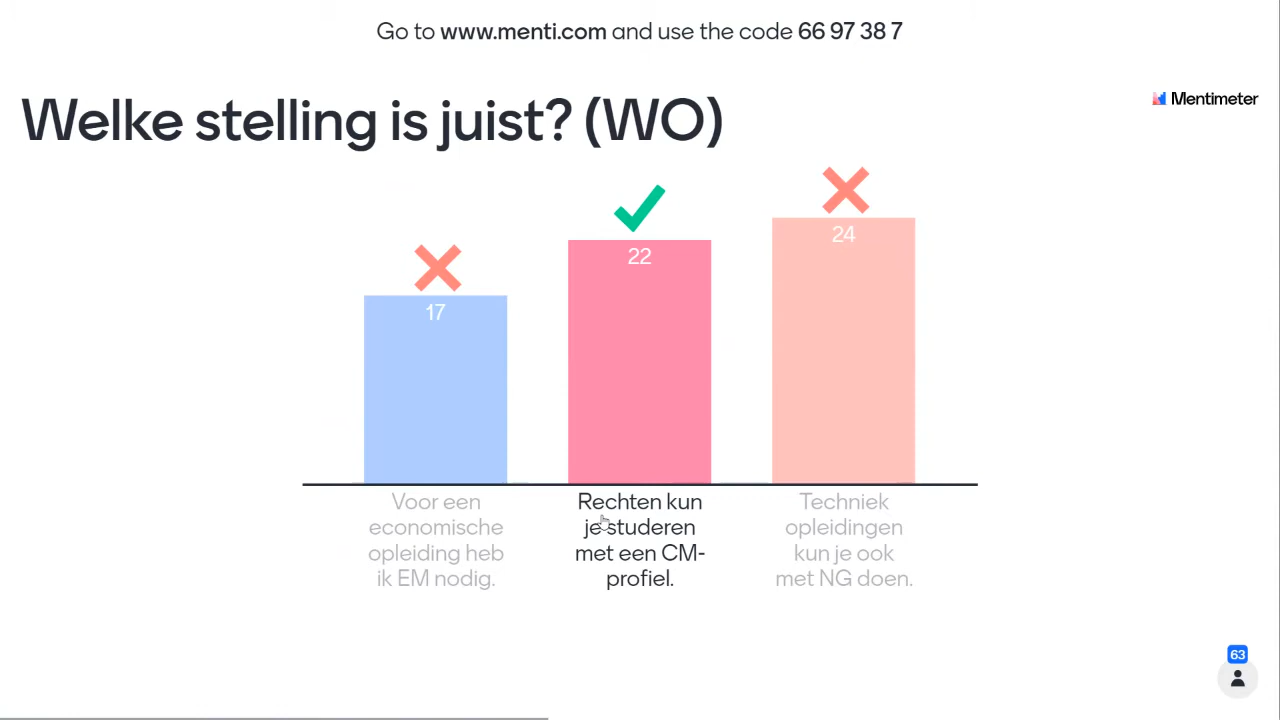 Go to www.menti.com and use the code 66 97 38 7
Mentimeter
Welke stelling is juist? (WO)
17
22
24
Voor een
economische
opleiding heb
ik EM nodig.
Rechten kun
je studeren
met een CM-
profiel.
Techniek
opleidingen
kun je ook
met NG doen.
63